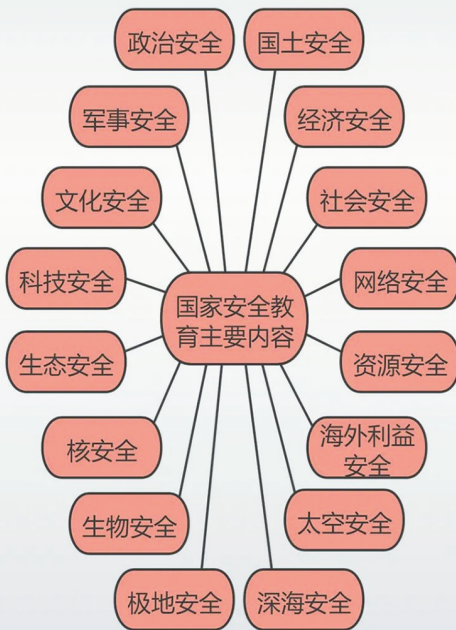 政治安全
国土安全
军事安全
经济安全
文化安全
社会安全
科技安全
网络安全
国家安全教
育主要内容
生态安全
资源安全
核安全
海外利益
安全
生物安全
太空安全
极地安全
深海安全